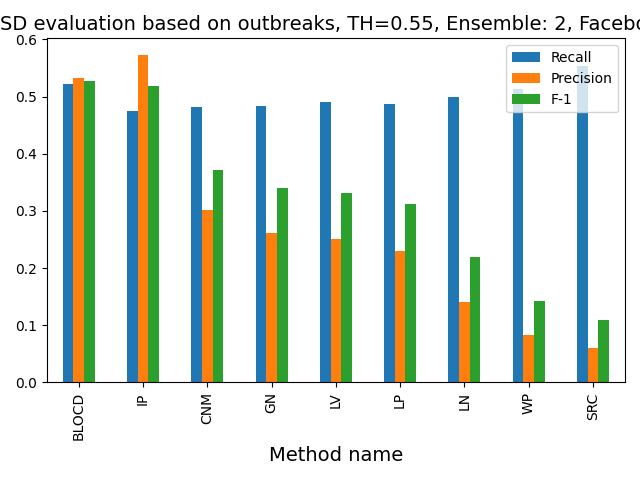 SD evaluation based on outbreaks, TH=0.55, Ensemble: 2,
0.6
0.5
0.4
0.3
0.2
0.1
0.0
Recall
Precision
F-1
BLOCD
IP
CNM
GN
LV
LP
LN
WP
SRC
Method name